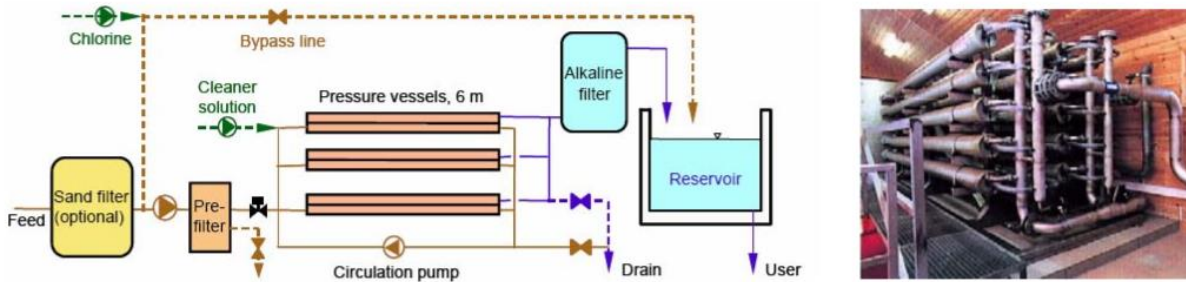 Chlorine
Bypass line
Cleaner
solution
Pressure vessels, 6 m
Alkaline
filter
Reservoir
Feed
Sand filter
(optional)
Pre-
filter
Circulation pump
Drain
User